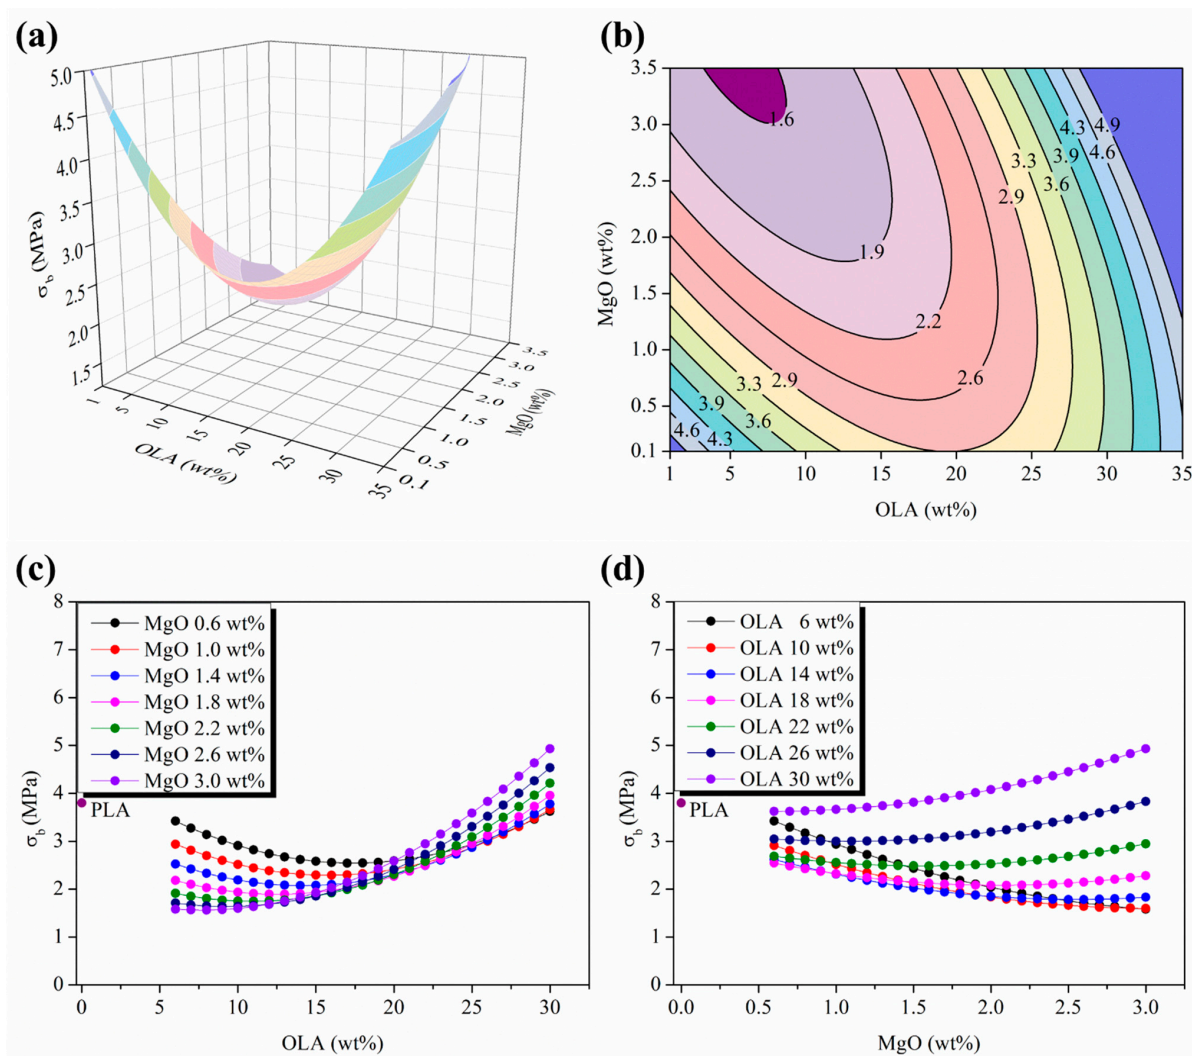 (a)
5.0
4.5
4.0
3.5
3.0
2.5
2.0
1.5
σb (MPa)
1
5
10
15
20
25
30
35
OLA (wt%)
3.5
3.0
2.5
2.0
1.5
1.0
0.5
0.1
MgO (wt%)
(b)
3.5
3.0
2.5
2.0
1.5
1.0
0.5
0.1
MgO (wt%)
1.6
4.3
4.9
3.3
3.9
4.6
2.9
3.6
1.9
2.2
2.6
3.3
2.9
3.9
3.6
4.6
4.3
1 5 10 15 20 25 30 35
OLA (wt%)
(c)
8
7
6
5
4
3
2
1
0
σb (MPa)
MgO 0.6 wt%
MgO 1.0 wt%
MgO 1.4 wt%
MgO 1.8 wt%
MgO 2.2 wt%
MgO 2.6 wt%
MgO 3.0 wt%
PLA
0 5 10 15 20 25 30
OLA (wt%)
(d)
8
7
6
5
4
3
2
1
0
σb (MPa)
OLA 6 wt%
OLA 10 wt%
OLA 14 wt%
OLA 18 wt%
OLA 22 wt%
OLA 26 wt%
OLA 30 wt%
PLA
0.0 0.5 1.0 1.5 2.0 2.5 3.0
MgO (wt%)